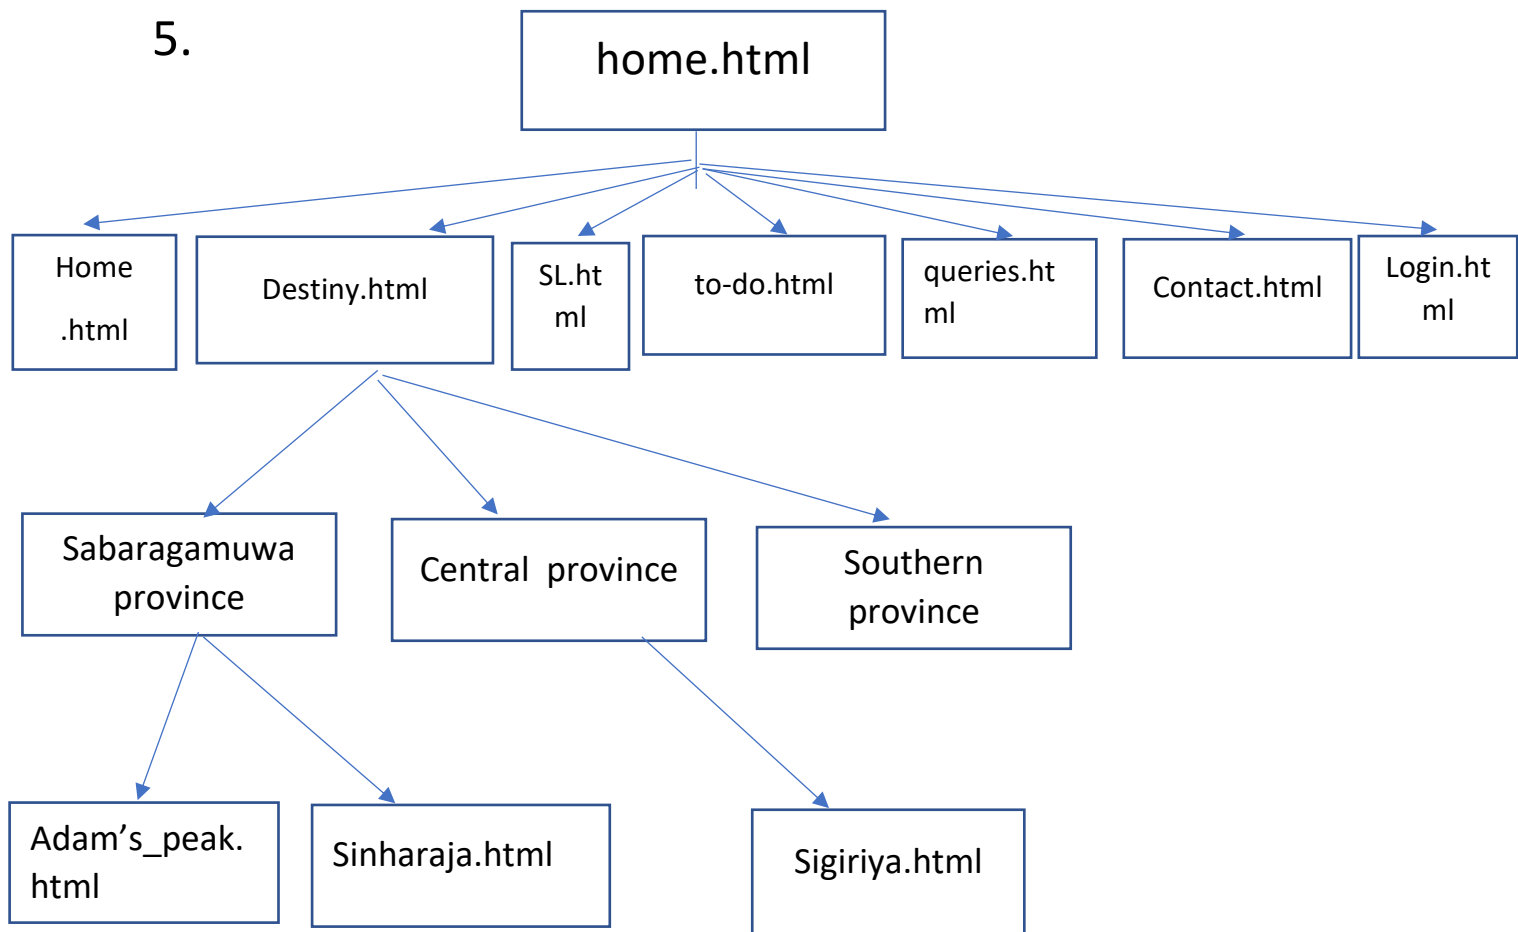 5.
home.html
Home
.html
Destiny.html
SL.ht
ml
to-do.html
queries.ht
ml
Contact.html
Login.ht
ml
Sabaragamuwa
province
Central  province
Southern
province
Adam’s_peak.
html
Sinharaja.html
Sigiriya.html